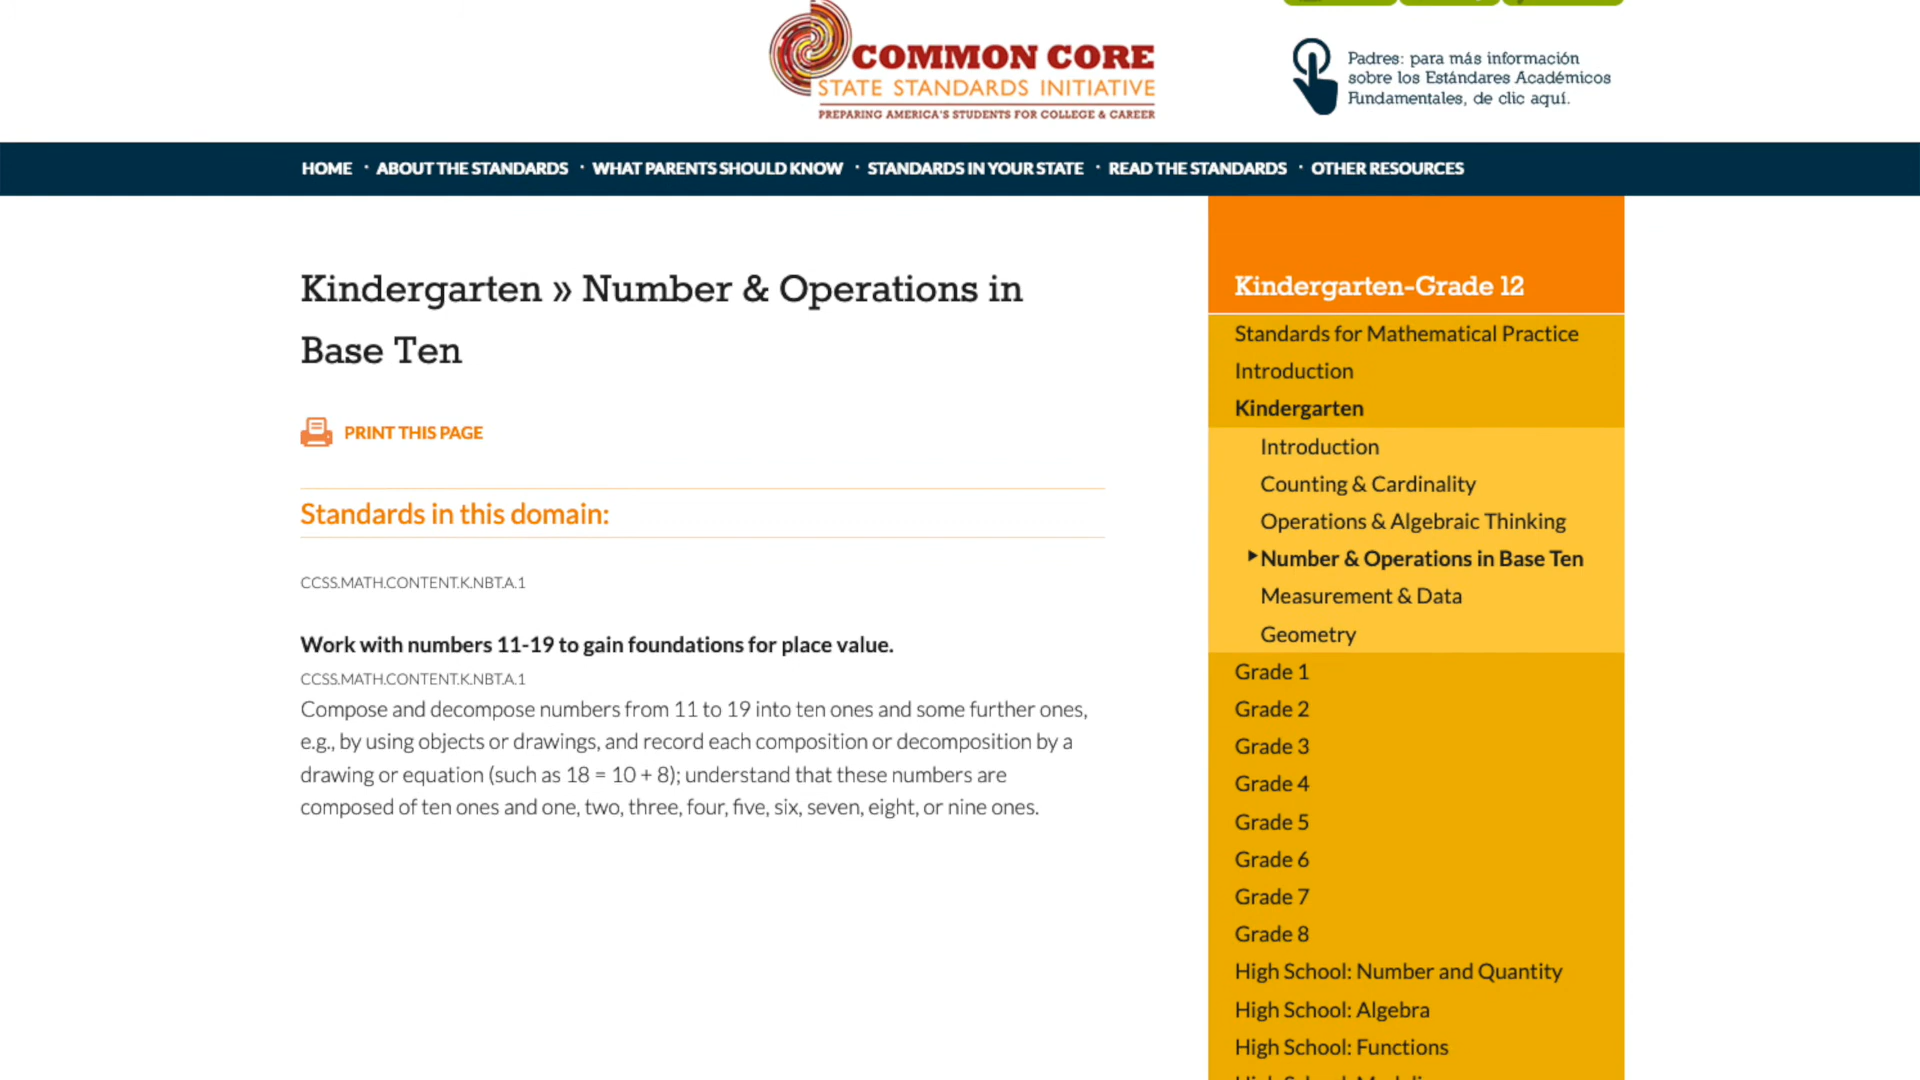 COMMON CORE
STATE STANDARDS INITIATIVE
PREPARING AMERICA'S STUDENTS FOR COLLEGE & CAREER
Padres: para más información
sobre los Estándares Académicos
Fundamentales, de clic aquí.
HOME · ABOUT THE STANDARDS · WHAT PARENTS SHOULD KNOW · STANDARDS IN YOUR STATE · READ THE STANDARDS · OTHER RESOURCES
Kindergarten » Number & Operations in
Base Ten
PRINT THIS PAGE
Standards in this domain:
CCSS.MATH.CONTENT.K.NBT.A.1
Work with numbers 11-19 to gain foundations for place value.
CCSS.MATH.CONTENT.K.NBT.A.1
Compose and decompose numbers from 11 to 19 into ten ones and some further ones,
e.g., by using objects or drawings, and record each composition or decomposition by a
drawing or equation (such as 18 = 10 + 8); understand that these numbers are
composed of ten ones and one, two, three, four, five, six, seven, eight, or nine ones.
Kindergarten-Grade 12
Standards for Mathematical Practice
Introduction
Kindergarten
Introduction
Counting & Cardinality
Operations & Algebraic Thinking
Number & Operations in Base Ten
Measurement & Data
Geometry
Grade 1
Grade 2
Grade 3
Grade 4
Grade 5
Grade 6
Grade 7
Grade 8
High School: Number and Quantity
High School: Algebra
High School: Functions